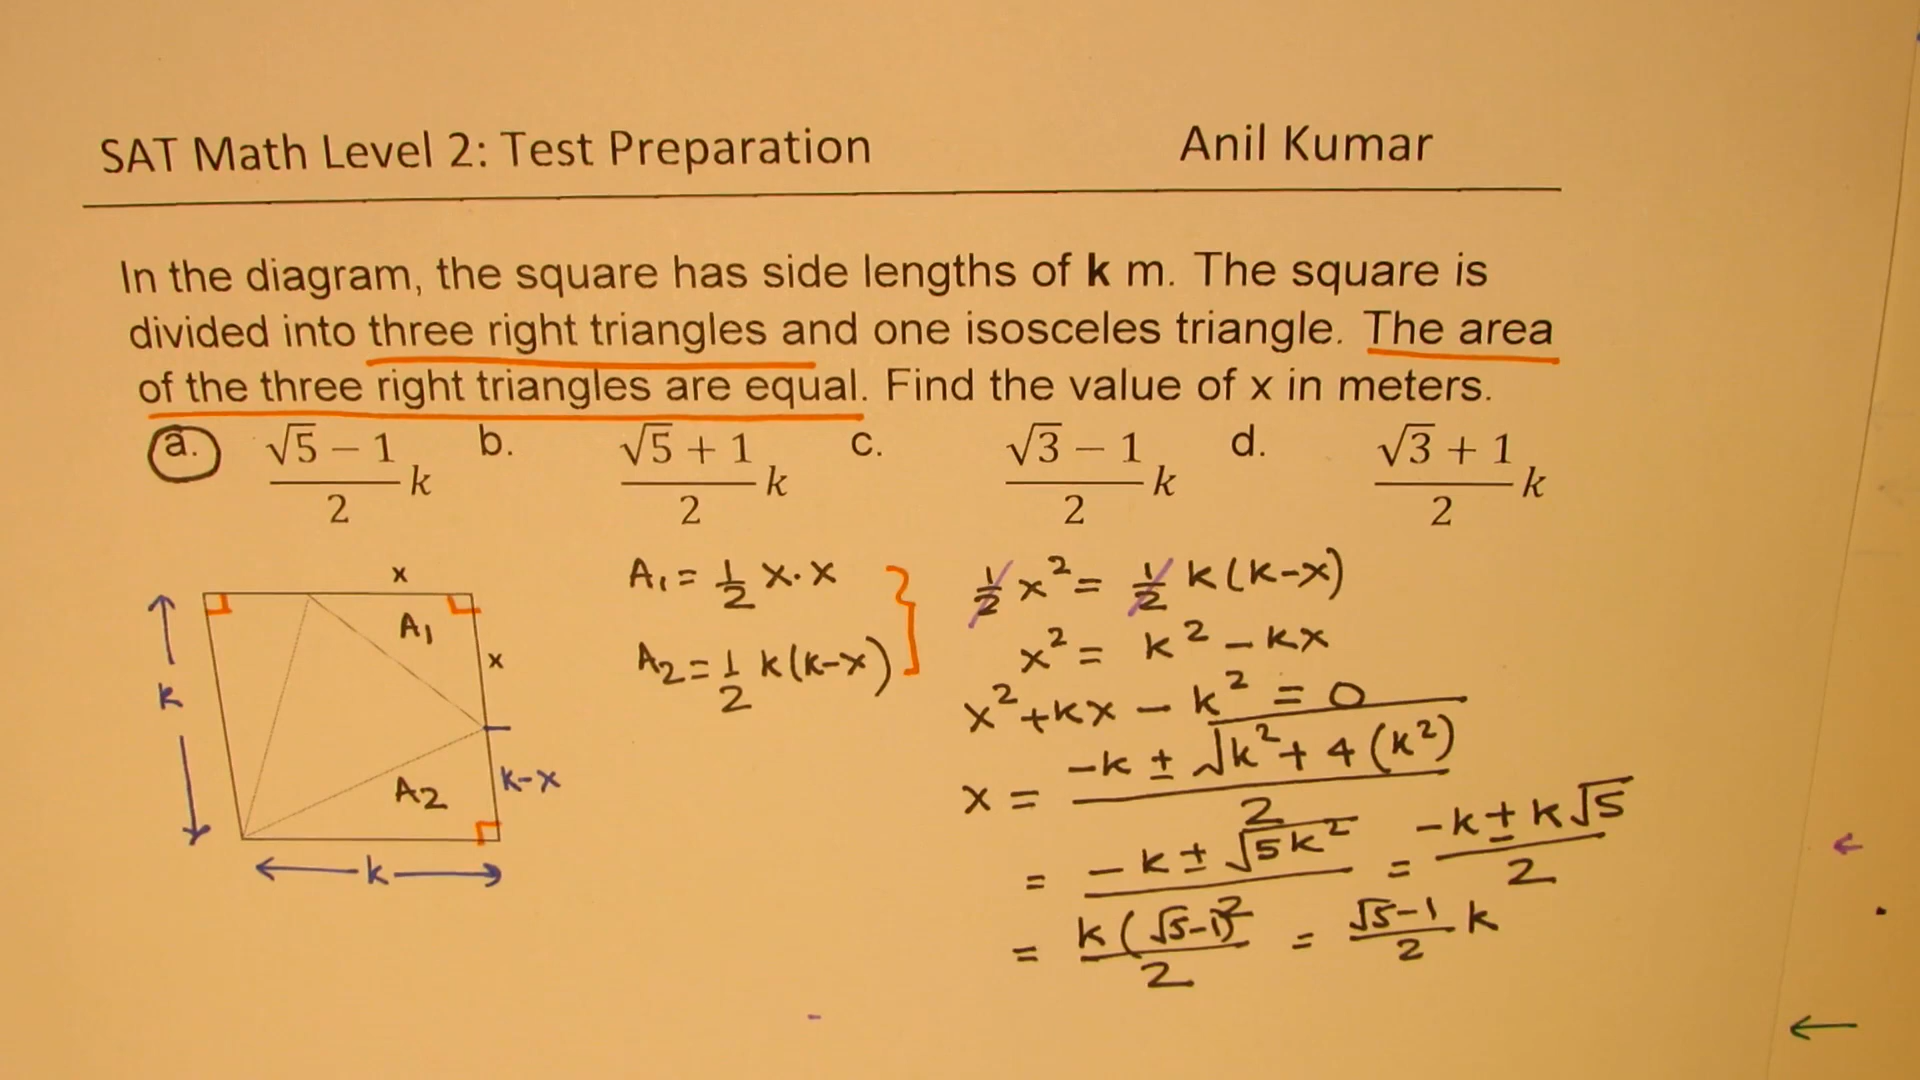 SAT Math Level 2: Test Preparation Anil Kumar
In the diagram, the square has side lengths of k m. The square is
divided into three right triangles and one isosceles triangle. The area
of the three right triangles are equal. Find the value of x in meters.
a. (√5 − 1)/2 k b. (√5 + 1)/2 k c. (√3 − 1)/2 k d. (√3 + 1)/2 k
x
A₁
x
k
A₂
k-x
k
A₁ = 1/2 x·x
A₂ = 1/2 k(k-x)
1/2 x² = 1/2 k(k-x)
x² = k² - kx
x² + kx - k² = 0
x = (-k ± √(k² + 4(k²)))/2
= (-k ± √(5k²))/2 = (-k ± k√5)/2
= k(√5-1)/2 = (√5-1)/2 k